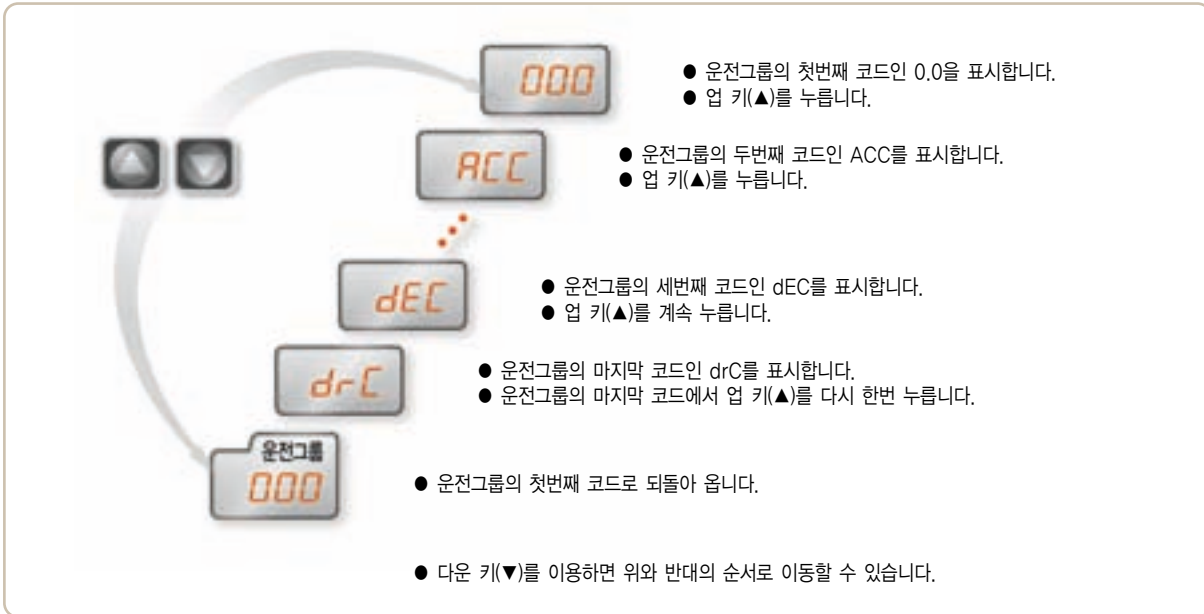 000
● 운전그룹의 첫번째 코드인 0.0을 표시합니다.
● 업 키(▲)를 누릅니다.
ACC
● 운전그룹의 두번째 코드인 ACC를 표시합니다.
● 업 키(▲)를 누릅니다.
dEC
● 운전그룹의 세번째 코드인 dEC를 표시합니다.
● 업 키(▲)를 계속 누릅니다.
drC
● 운전그룹의 마지막 코드인 drC를 표시합니다.
● 운전그룹의 마지막 코드에서 업 키(▲)를 다시 한번 누릅니다.
운전그룹
000
● 운전그룹의 첫번째 코드로 되돌아 옵니다.
● 다운 키(▼)를 이용하면 위와 반대의 순서로 이동할 수 있습니다.